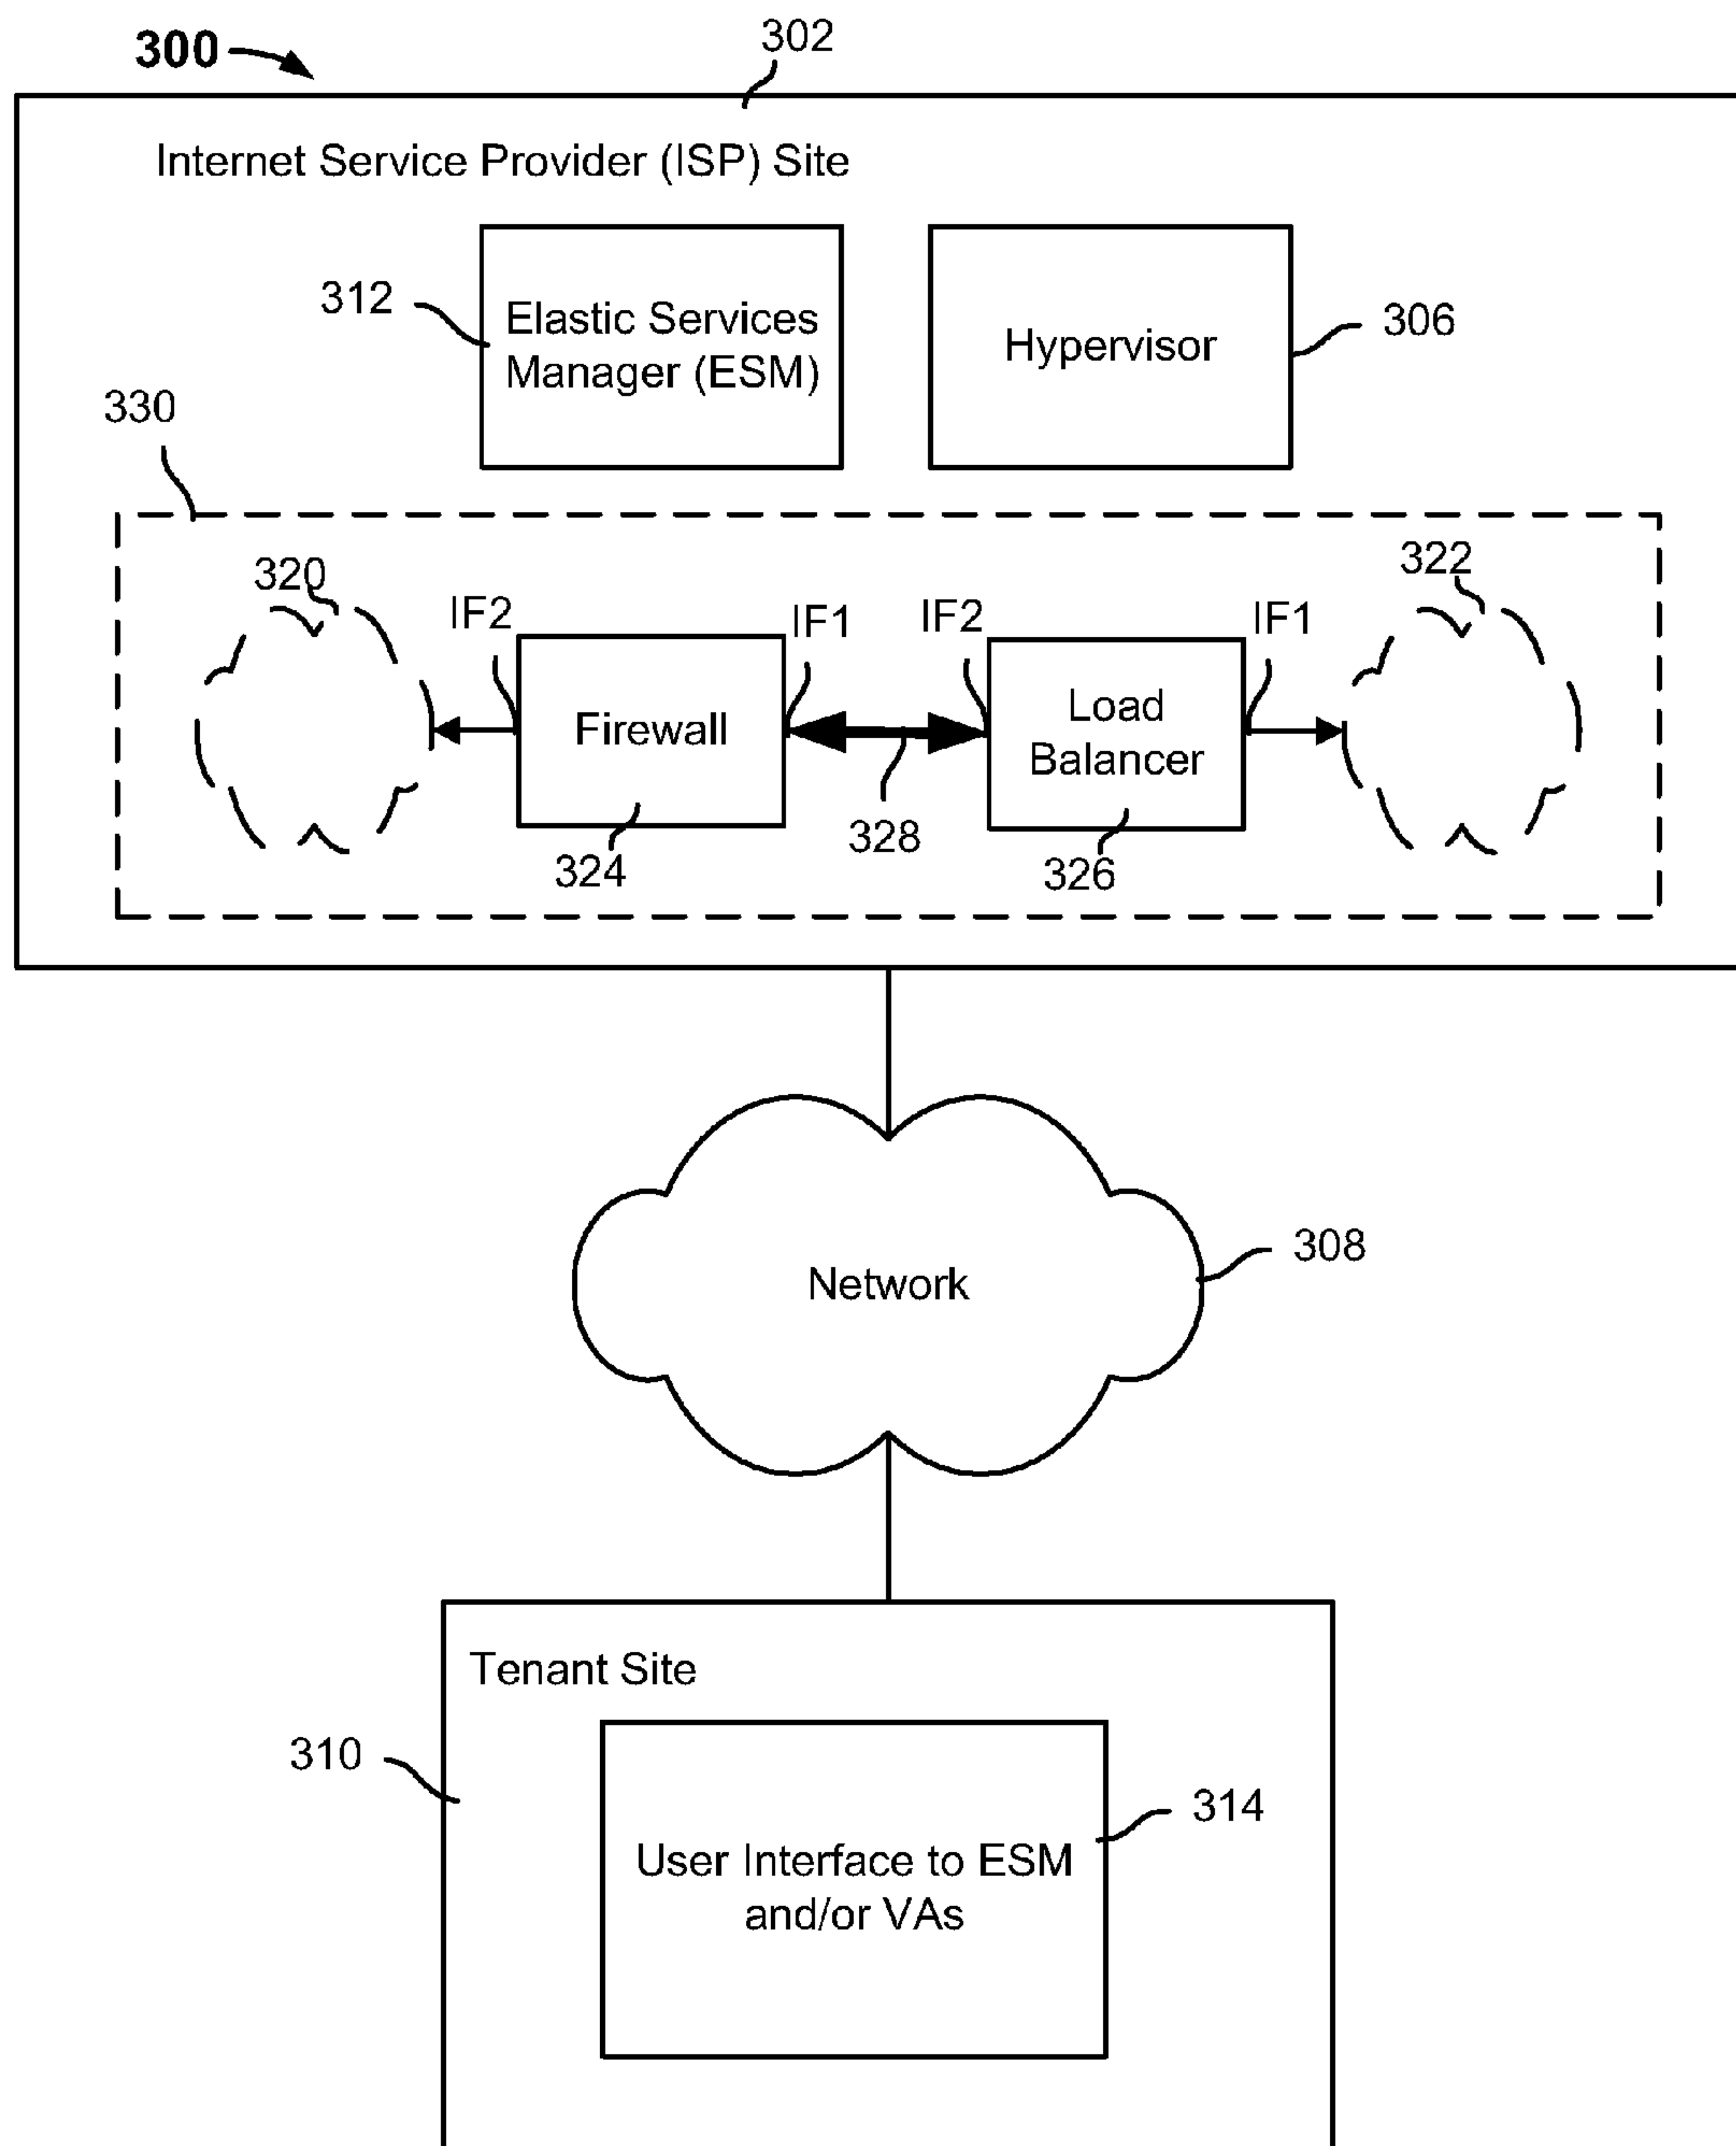 300
302
Internet Service Provider (ISP) Site
312
Elastic Services
Manager (ESM)
Hypervisor
306
330
320
322
IF2
IF1
IF2
IF1
Firewall
Load
Balancer
324
328
326
Network
308
Tenant Site
310
314
User Interface to ESM
and/or VAs